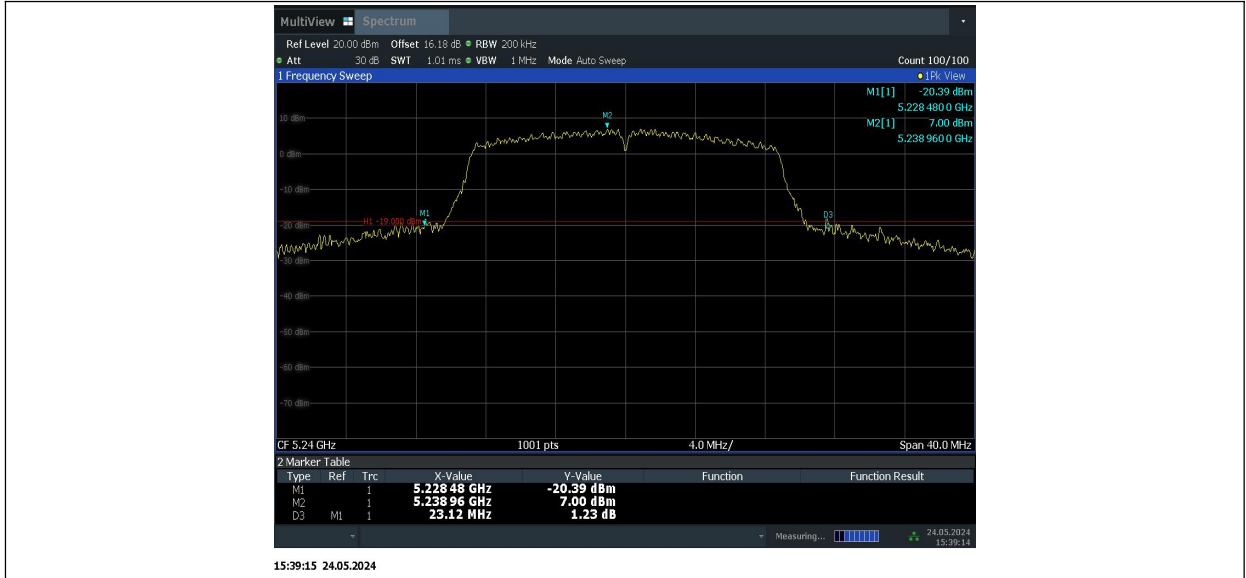 MultiView Spectrum
Ref Level 20.00 dBm Offset 16.18 dB RBW 200 kHz
Att 30 dB SWT 1.01 ms VBW 1 MHz Mode Auto Sweep Count 100/100
1 Frequency Sweep 1Pk View
M1[1] -20.39 dBm
5.228 480 0 GHz
M2[1] 7.00 dBm
5.238 960 0 GHz
M2
10 dBm
0 dBm
-10 dBm
M1
D3
H1 -19.000 dBm
-20 dBm
-30 dBm
-40 dBm
-50 dBm
-60 dBm
-70 dBm
CF 5.24 GHz 1001 pts 4.0 MHz/ Span 40.0 MHz
2 Marker Table
Type Ref Trc X-Value Y-Value Function Function Result
M1 1 5.228 48 GHz -20.39 dBm
M2 1 5.238 96 GHz 7.00 dBm
D3 M1 1 23.12 MHz 1.23 dB
Measuring... 24.05.2024
15:39:14
15:39:15 24.05.2024